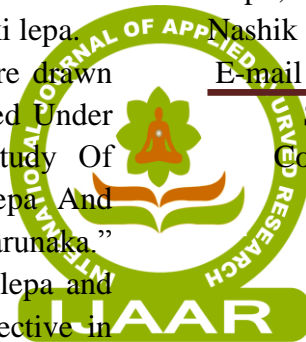 ki lepa.
re drawn
ed Under
tudy Of
epa And
arunaka.”
lepa and
ective in
Nashik
E-mail
Co
INTERNATIONAL JOURNAL OF APPLIED AYURVED RESEARCH
IJAAR